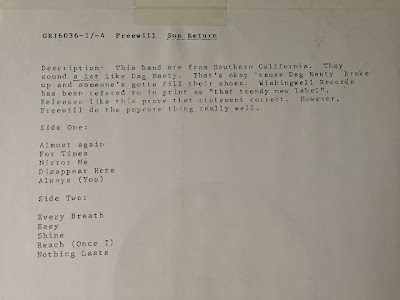 GRI6036-1/-4 Freewill Sun Return
Description- This band are from Southern California. They
sound a lot like Dag Nasty. That's okay 'cause Dag Nasty broke
up and someone's gotta fill their shoes. Wishingwell Records
has been refered to in print as "that trendy new label".
Releases like this prove that statement correct. However,
Freewill do the popcore thing really well.
Side One:
Almost again
For Times
Mirror Me
Disappear Here
Always (You)
Side Two:
Every Breath
Easy
Shine
Reach (Once I)
Nothing Lasts